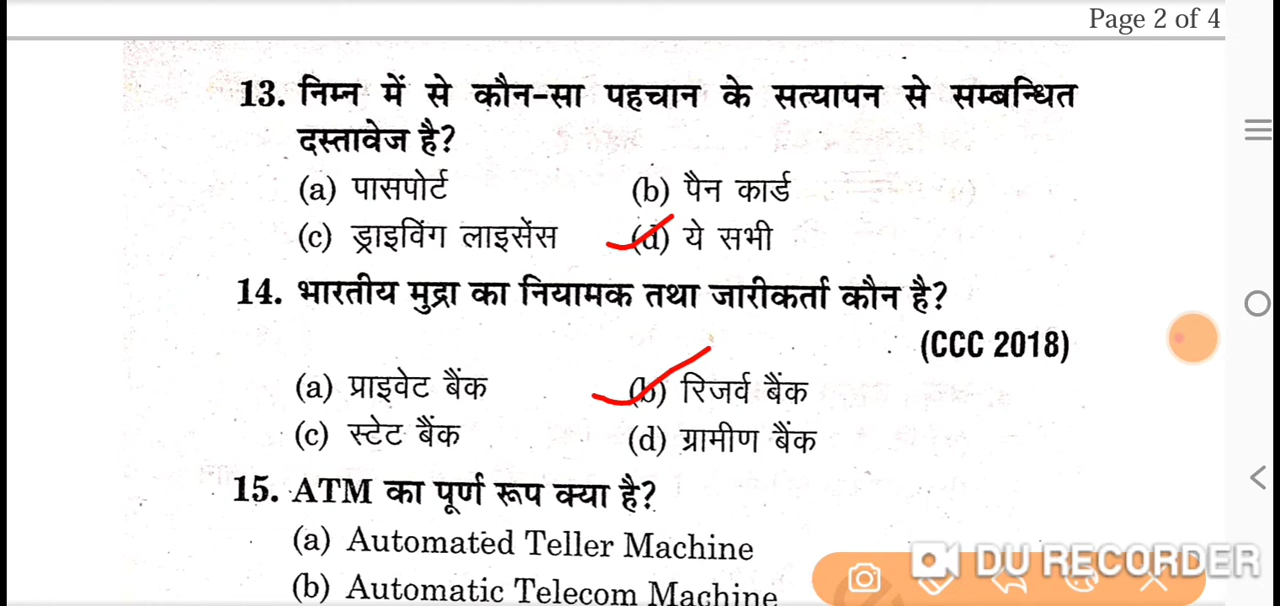 Page 2 of 4
13. निम्न में से कौन-सा पहचान के सत्यापन से सम्बन्धित
दस्तावेज है?
(a) पासपोर्ट (b) पैन कार्ड
(c) ड्राइविंग लाइसेंस (d) ये सभी
14. भारतीय मुद्रा का नियामक तथा जारीकर्ता कौन है?
(CCC 2018)
(a) प्राइवेट बैंक (b) रिजर्व बैंक
(c) स्टेट बैंक (d) ग्रामीण बैंक
15. ATM का पूर्ण रूप क्या है?
(a) Automated Teller Machine
(b) Automatic Telecom Machine
DU RECORDER